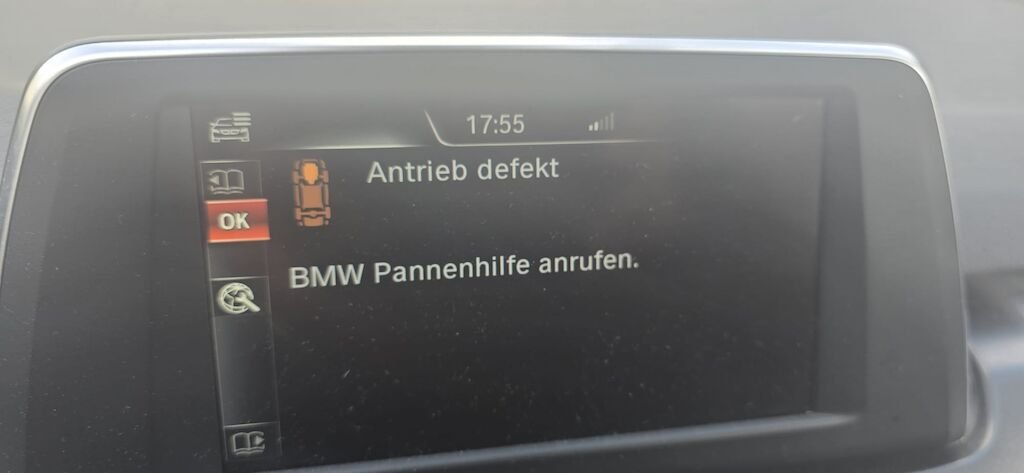 17:55
Antrieb defekt
OK
BMW Pannenhilfe anrufen.